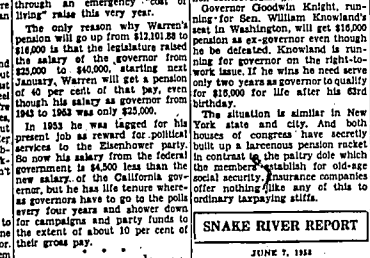 through an emergency "cost of
living" raise this very year.
The only reason why Warren's
pension will go up from $12,101.88 to
$16,000 is that the legislature raised
the salary of the governor from
$25,000 to $40,000, starting next
January. Warren will get a pension
of 40 per cent of that pay, even
though his salary as governor from
1943 to 1953 was only $25,000.
In 1953 he was tagged for his
present job as reward for political
services to the Eisenhower party.
So now his salary from the federal
government is $4,500 less than the
new salary of the California gov-
ernor, but he has life tenure where-
as governors have to go to the polls
every four years and shower down
for campaigns and party funds to
the extent of about 10 per cent of
their gross pay.
Governor Goodwin Knight, run-
ning for Sen. William Knowland's
seat in Washington, will get $16,000
pension as ex-governor even though
he be defeated. Knowland is run-
ning for governor on the right-to-
work issue. If he wins he need serve
only two years as governor to qualify
for $16,000 for life after his 63rd
birthday.
The situation is similar in New
York state and city. And both
houses of congress have secretly
built up a larcenous pension racket
in contrast to the paltry dole which
the members establish for old-age
social security. Insurance companies
offer nothing like any of this to
ordinary taxpaying stiffs.
SNAKE RIVER REPORT
JUNE 7, 1958